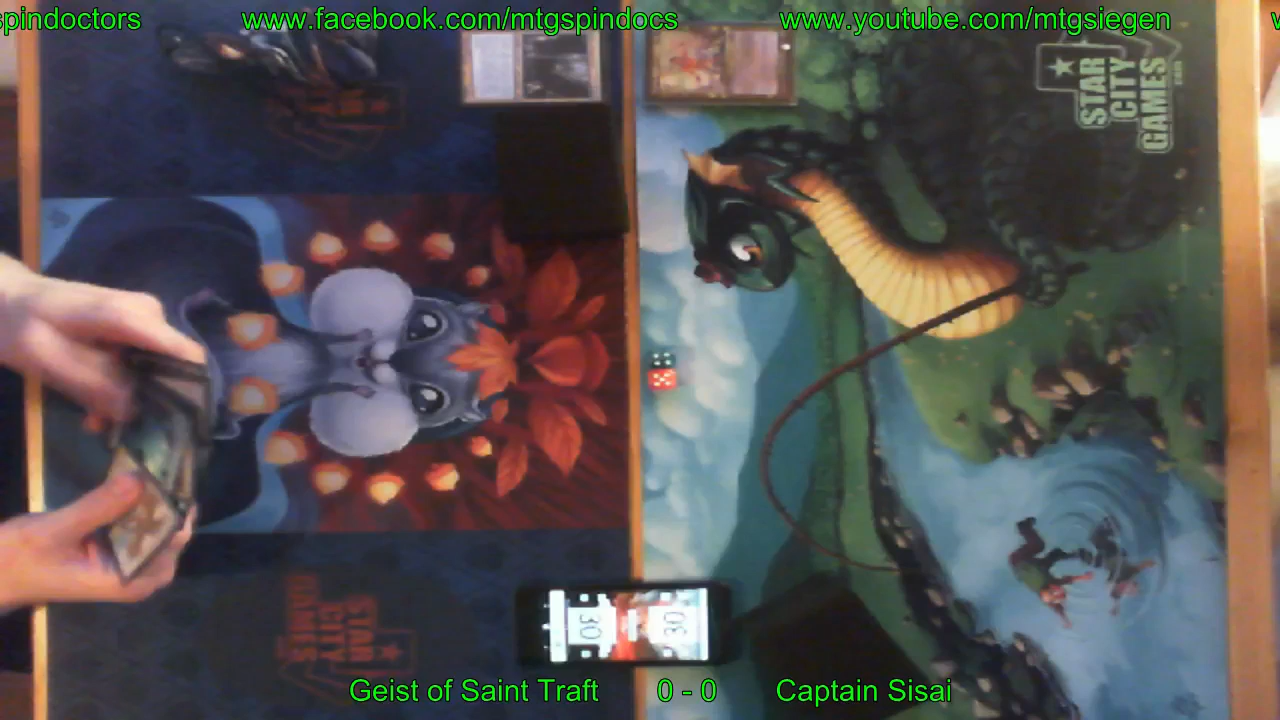 spindoctors www.facebook.com/mtgspindocs www.youtube.com/mtgsiegen
STAR
CITY
GAMES
.com
30
30
STAR
CITY
GAMES
Geist of Saint Traft 0 - 0 Captain Sisai